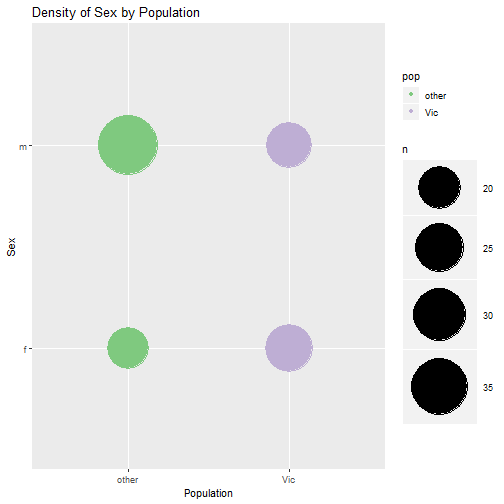 Density of Sex by Population
Sex
m
f
other
Vic
Population
pop
other
Vic
n
20
25
30
35